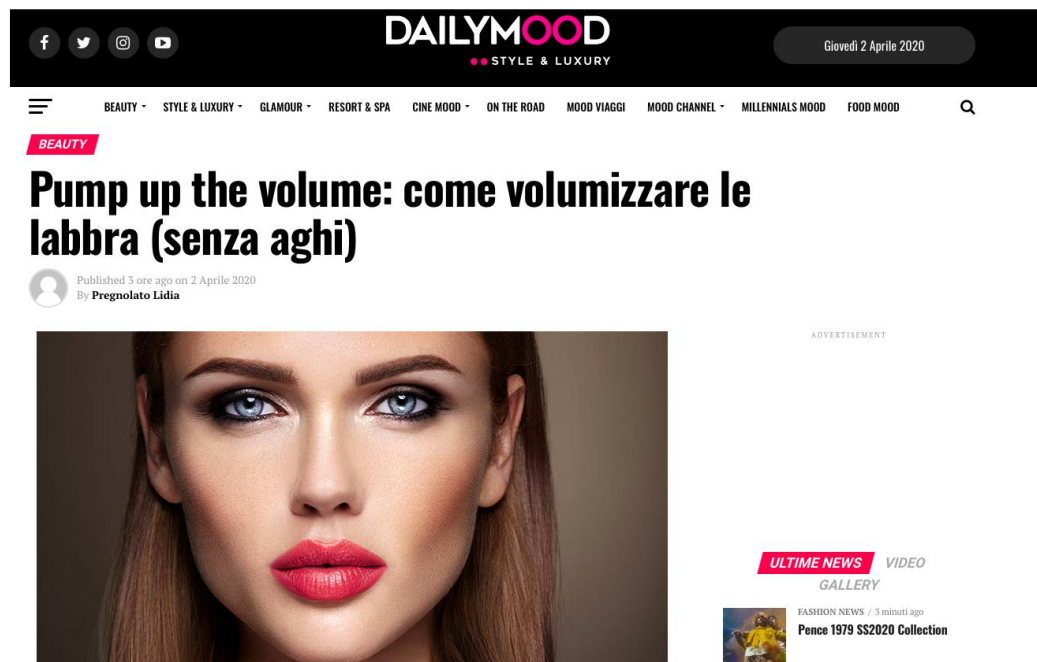 DAILYMOOD
STYLE & LUXURY
Giovedì 2 Aprile 2020
BEAUTY STYLE & LUXURY GLAMOUR RESORT & SPA CINE MOOD ON THE ROAD MOOD VIAGGI MOOD CHANNEL MILLENNIALS MOOD FOOD MOOD
BEAUTY
Pump up the volume: come volumizzare le
labbra (senza aghi)
Published 3 ore ago on 2 Aprile 2020
By Pregnolato Lidia
ADVERTISEMENT
ULTIME NEWS VIDEO
GALLERY
FASHION NEWS / 3 minuti ago
Pence 1979 SS2020 Collection